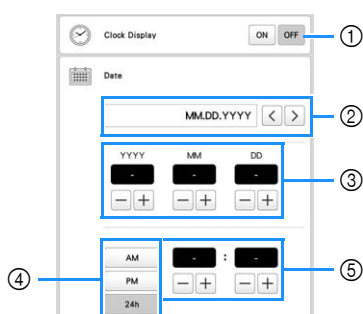 Clock Display ON OFF ①
Date
MM.DD.YYYY < > ②
YYYY MM DD
- - - ③
− + − + − +
AM - : - 
④ PM − + − + ⑤
24h